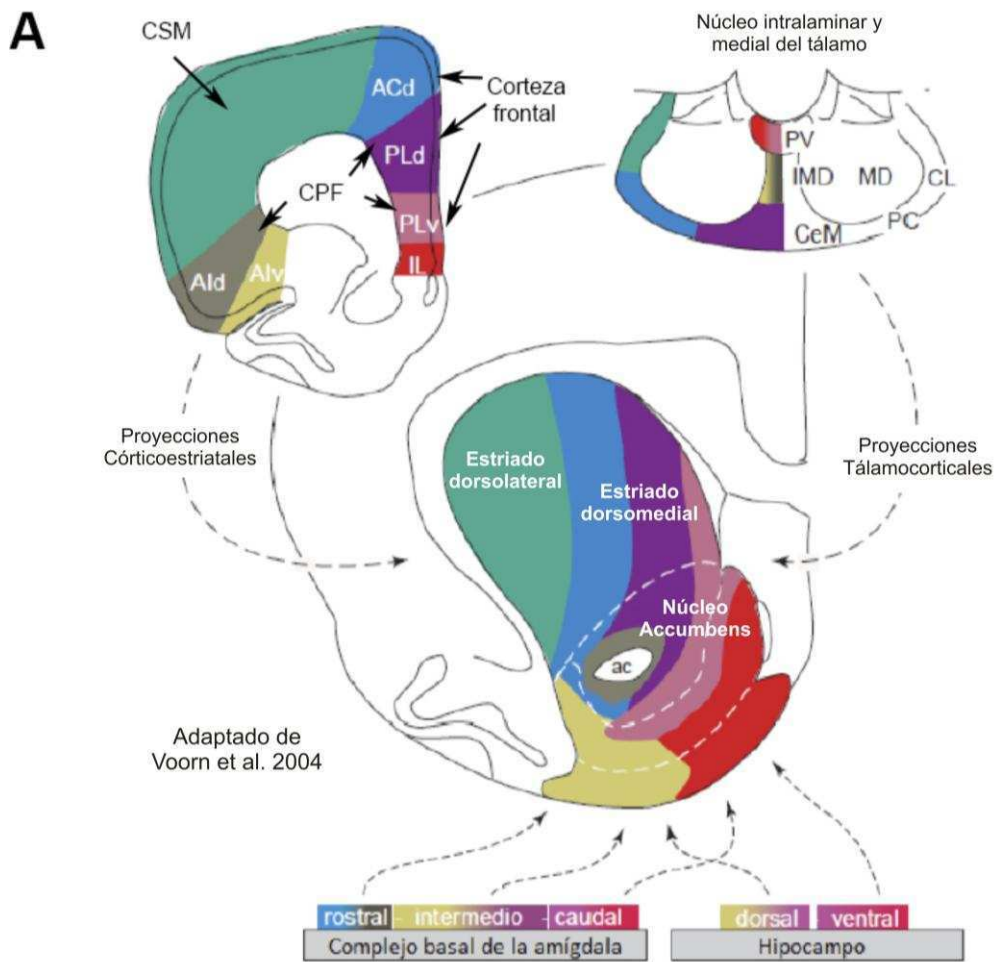 A
CSM
ACd
Corteza
frontal
PLd
CPF
PLv
IL
AId
AIv
Núcleo intralaminar y
medial del tálamo
PV
IMD
MD
CL
PC
CeM
Proyecciones
Córticoestriatales
Proyecciones
Tálamocorticales
Estriado
dorsolateral
Estriado
dorsomedial
Núcleo
Accumbens
ac
Adaptado de
Voorn et al. 2004
rostral intermedio caudal
Complejo basal de la amígdala
dorsal ventral
Hipocampo